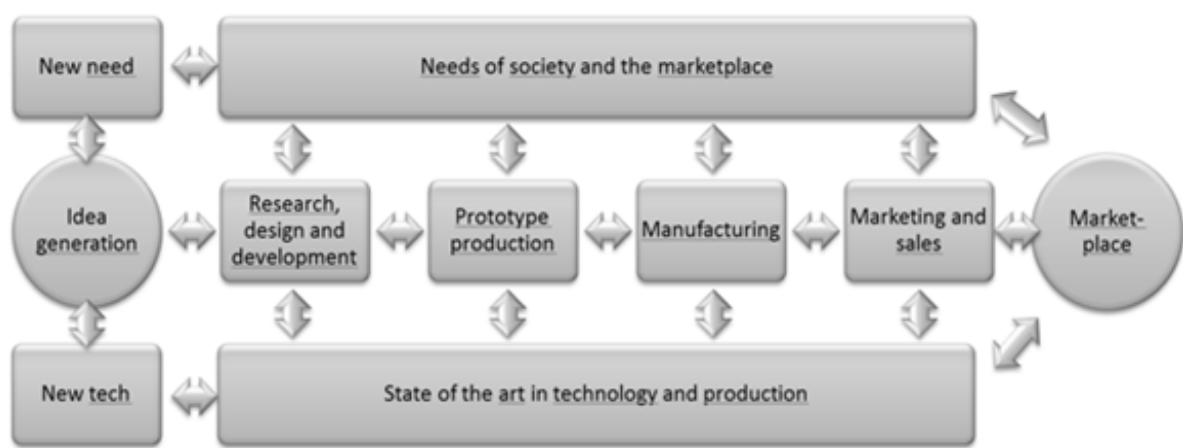 New need
Needs of society and the marketplace
Idea
generation
Research,
design and
development
Prototype
production
Manufacturing
Marketing and
sales
Market-
place
New tech
State of the art in technology and production